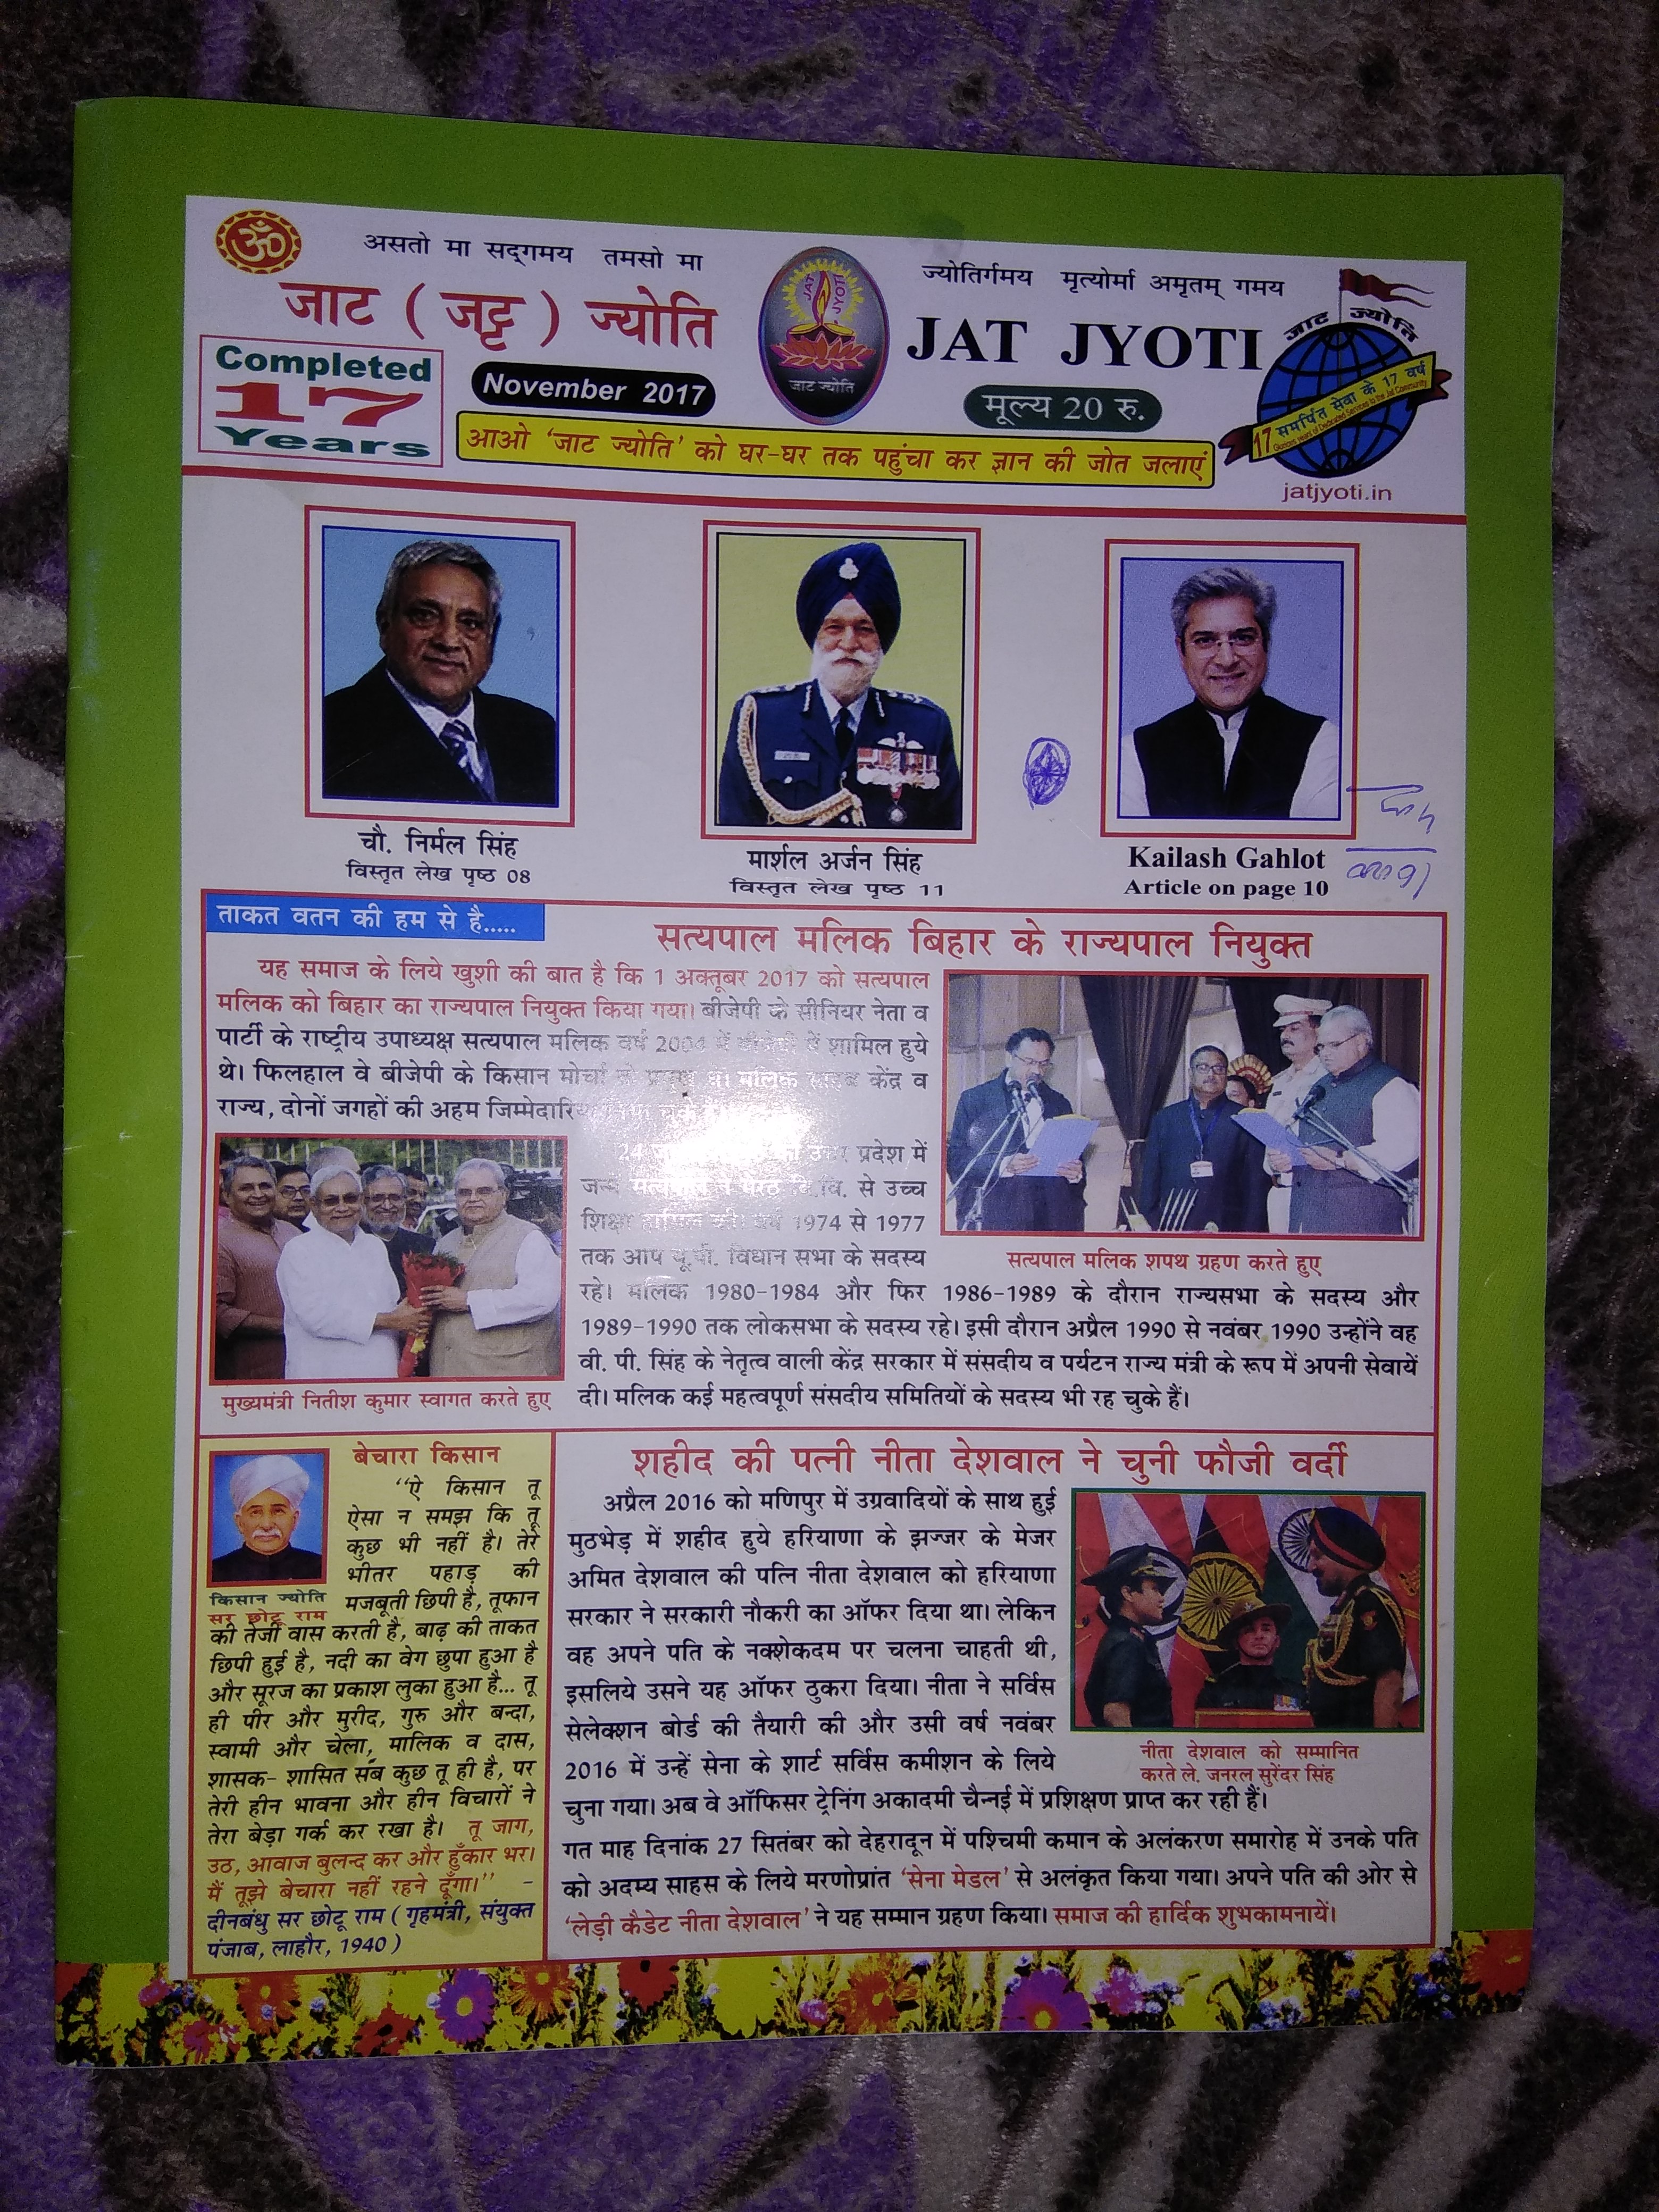 असतो मा सद्गमय तमसो मा
ज्योतिर्गमय मृत्योर्मा अमृतम् गमय
जाट ( जट्ट ) ज्योति
JAT JYOTI
JAT JYOTI
जाट ज्योति
जाट ज्योति
17 समर्पित सेवा के 17 वर्ष
jatjyoti.in
Completed
17
Years
November 2017
मूल्य 20 रु.
आओ ‘जाट ज्योति’ को घर-घर तक पहुंचा कर ज्ञान की जोत जलाएं
चौ. निर्मल सिंह
विस्तृत लेख पृष्ठ 08
मार्शल अर्जन सिंह
विस्तृत लेख पृष्ठ 11
Kailash Gahlot
Article on page 10
ताकत वतन की हम से है.....
सत्यपाल मलिक बिहार के राज्यपाल नियुक्त
यह समाज के लिये खुशी की बात है कि 1 अक्तूबर 2017 को सत्यपाल
मलिक को बिहार का राज्यपाल नियुक्त किया गया। बीजेपी के सीनियर नेता व
पार्टी के राष्ट्रीय उपाध्यक्ष सत्यपाल मलिक वर्ष 2004 में बीजेपी में शामिल हुये
थे। फिलहाल वे बीजेपी के किसान मोर्चा मलिक केंद्र व
राज्य, दोनों जगहों की अहम
24 प्रदेश में
से उच्च
शिक्षा 1974 से 1977
तक आप यू.पी. विधान सभा के सदस्य
रहे। मलिक 1980-1984 और फिर 1986-1989 के दौरान राज्यसभा के सदस्य और
1989-1990 तक लोकसभा के सदस्य रहे। इसी दौरान अप्रैल 1990 से नवंबर 1990 उन्होंने वह
वी. पी. सिंह के नेतृत्व वाली केंद्र सरकार में संसदीय व पर्यटन राज्य मंत्री के रूप में अपनी सेवायें
दी। मलिक कई महत्वपूर्ण संसदीय समितियों के सदस्य भी रह चुके हैं।
सत्यपाल मलिक शपथ ग्रहण करते हुए
मुख्यमंत्री नितीश कुमार स्वागत करते हुए
बेचारा किसान
‘‘ऐ किसान तू
ऐसा न समझ कि तू
कुछ भी नहीं है। तेरे
भीतर पहाड़ की
मजबूती छिपी है, तूफान
किसान ज्योति
सर छोटू राम
की तेजी वास करती है, बाढ़ की ताकत
छिपी हुई है, नदी का वेग छुपा हुआ है
और सूरज का प्रकाश लुका हुआ है... तू
ही पीर और मुरीद, गुरु और बन्दा,
स्वामी और चेला, मालिक व दास,
शासक- शासित सब कुछ तू ही है, पर
तेरी हीन भावना और हीन विचारों ने
तेरा बेड़ा गर्क कर रखा है। तू जाग,
उठ, आवाज बुलन्द कर और हुँकार भर।
मैं तूझे बेचारा नहीं रहने दूँगा।’’ -
दीनबंधु सर छोटू राम ( गृहमंत्री, संयुक्त
पंजाब, लाहौर, 1940 )
शहीद की पत्नी नीता देशवाल ने चुनी फौजी वर्दी
अप्रैल 2016 को मणिपुर में उग्रवादियों के साथ हुई
मुठभेड़ में शहीद हुये हरियाणा के झज्जर के मेजर
अमित देशवाल की पत्नि नीता देशवाल को हरियाणा
सरकार ने सरकारी नौकरी का ऑफर दिया था। लेकिन
वह अपने पति के नक्शेकदम पर चलना चाहती थी,
इसलिये उसने यह ऑफर ठुकरा दिया। नीता ने सर्विस
सेलेक्शन बोर्ड की तैयारी की और उसी वर्ष नवंबर
2016 में उन्हें सेना के शार्ट सर्विस कमीशन के लिये
चुना गया। अब वे ऑफिसर ट्रेनिंग अकादमी चैन्नई में प्रशिक्षण प्राप्त कर रही हैं।
गत माह दिनांक 27 सितंबर को देहरादून में पश्चिमी कमान के अलंकरण समारोह में उनके पति
को अदम्य साहस के लिये मरणोप्रांत ‘सेना मेडल’ से अलंकृत किया गया। अपने पति की ओर से
‘लेड़ी कैडेट नीता देशवाल’ ने यह सम्मान ग्रहण किया। समाज की हार्दिक शुभकामनायें।
नीता देशवाल को सम्मानित
करते ले. जनरल सुरेंदर सिंह